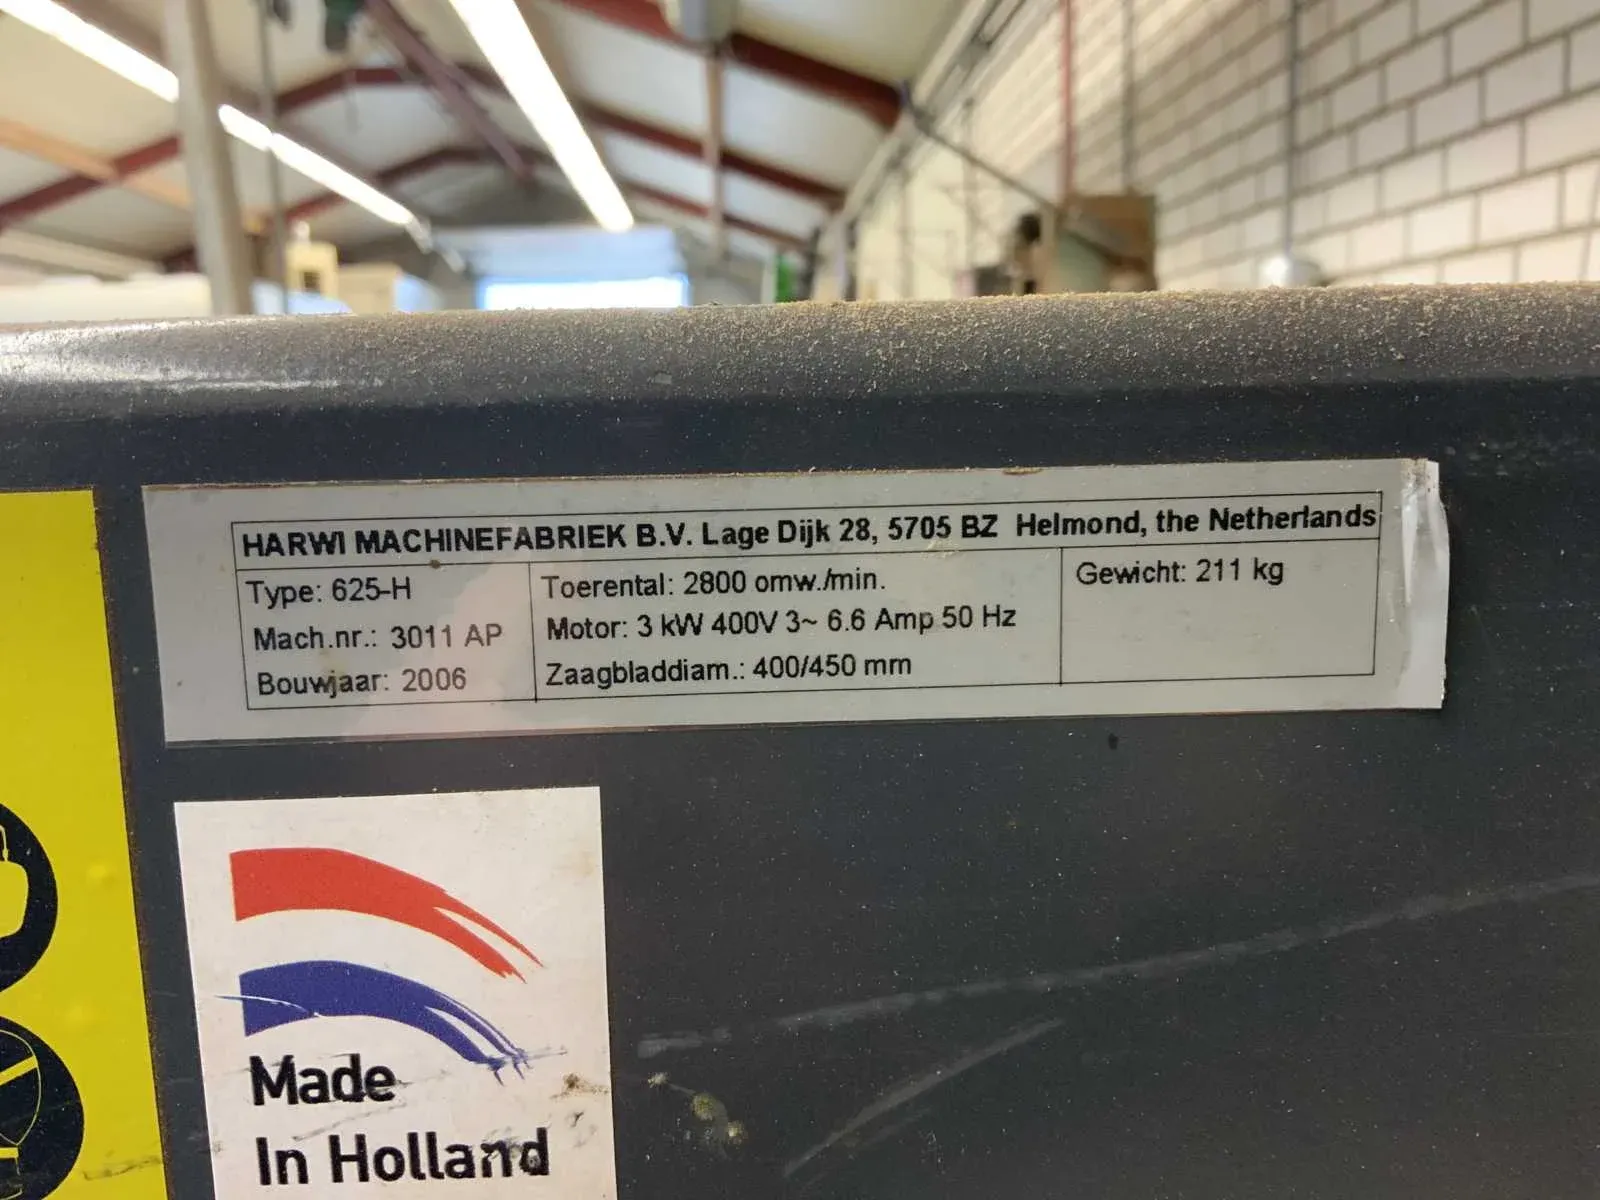 HARWI MACHINEFABRIEK B.V. Lage Dijk 28, 5705 BZ Helmond, the Netherlands
Type: 625-H
Mach.nr.: 3011 AP
Bouwjaar: 2006
Toerental: 2800 omw./min.
Motor: 3 kW 400V 3~ 6.6 Amp 50 Hz
Zaagbladdiam.: 400/450 mm
Gewicht: 211 kg
Made
In Holland